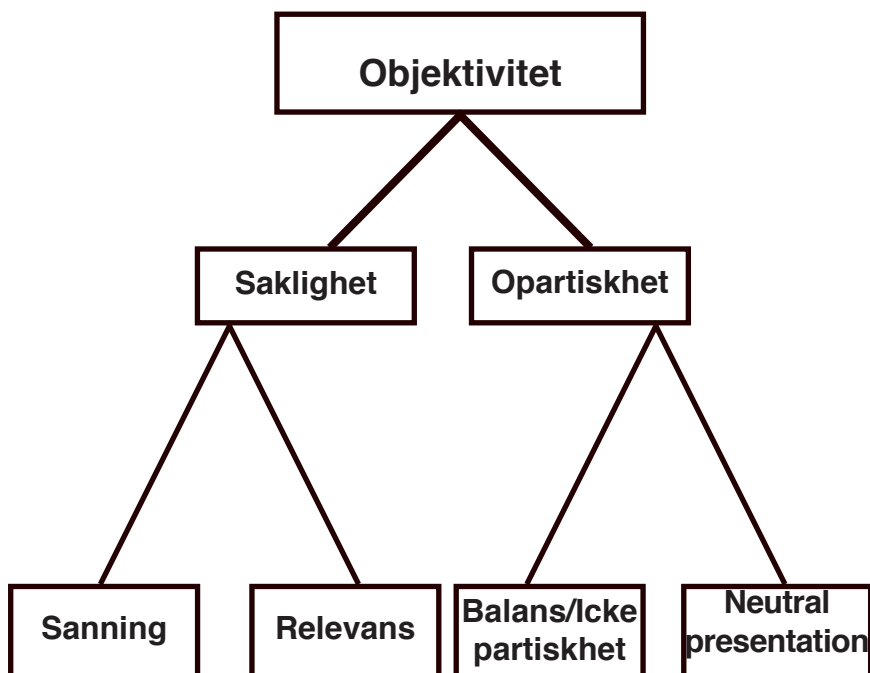 Objektivitet
Saklighet
Opartiskhet
Sanning
Relevans
Balans/Icke
partiskhet
Neutral
presentation